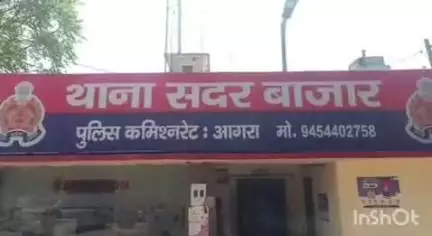 थाना सदर बाजार
पुलिस कमिश्नरेट : आगरा मो. 9454402758
InShOt